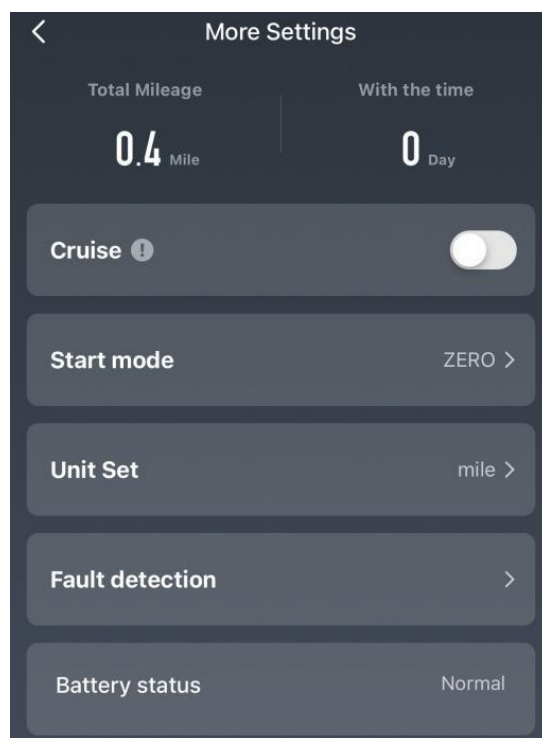 More Settings
Total Mileage
With the time
0.4 Mile
0 Day
Cruise
Start mode
ZERO
Unit Set
mile
Fault detection
Battery status
Normal